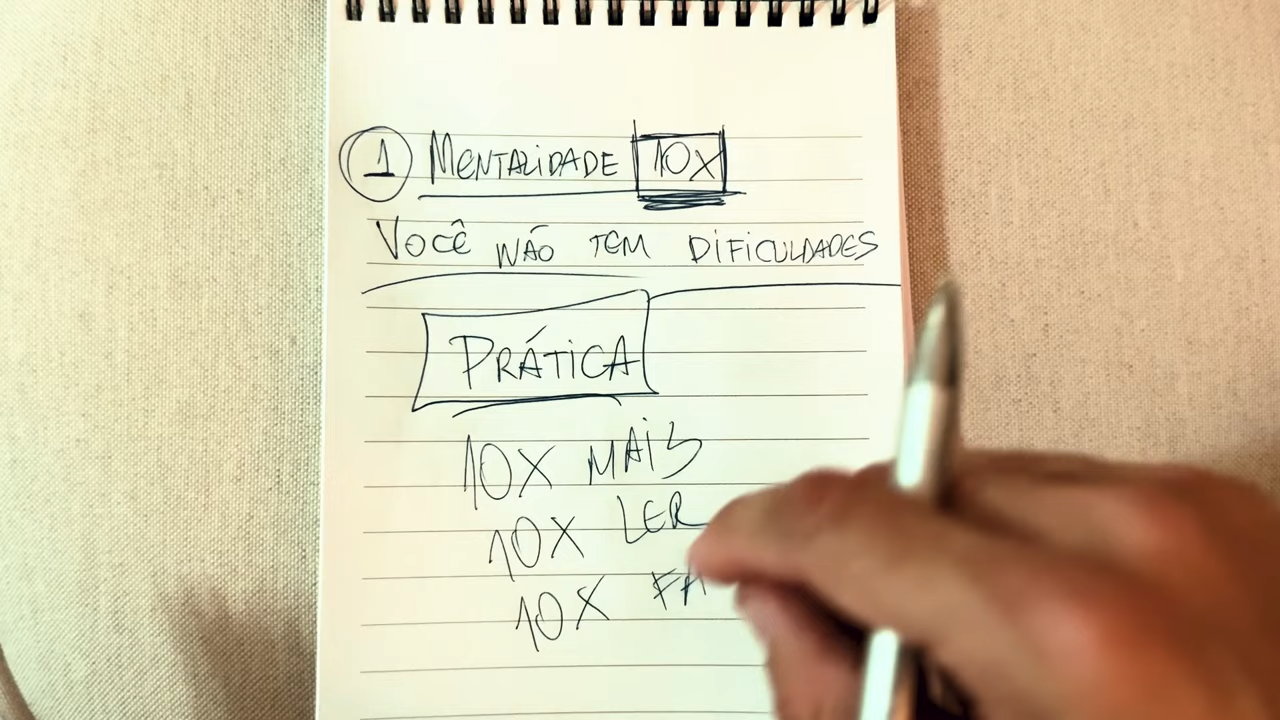 1 MENTALIDADE 10X
VOCÊ NÃO TEM DIFICULDADES
PRÁTICA
10X MAIS
10X LER
10X